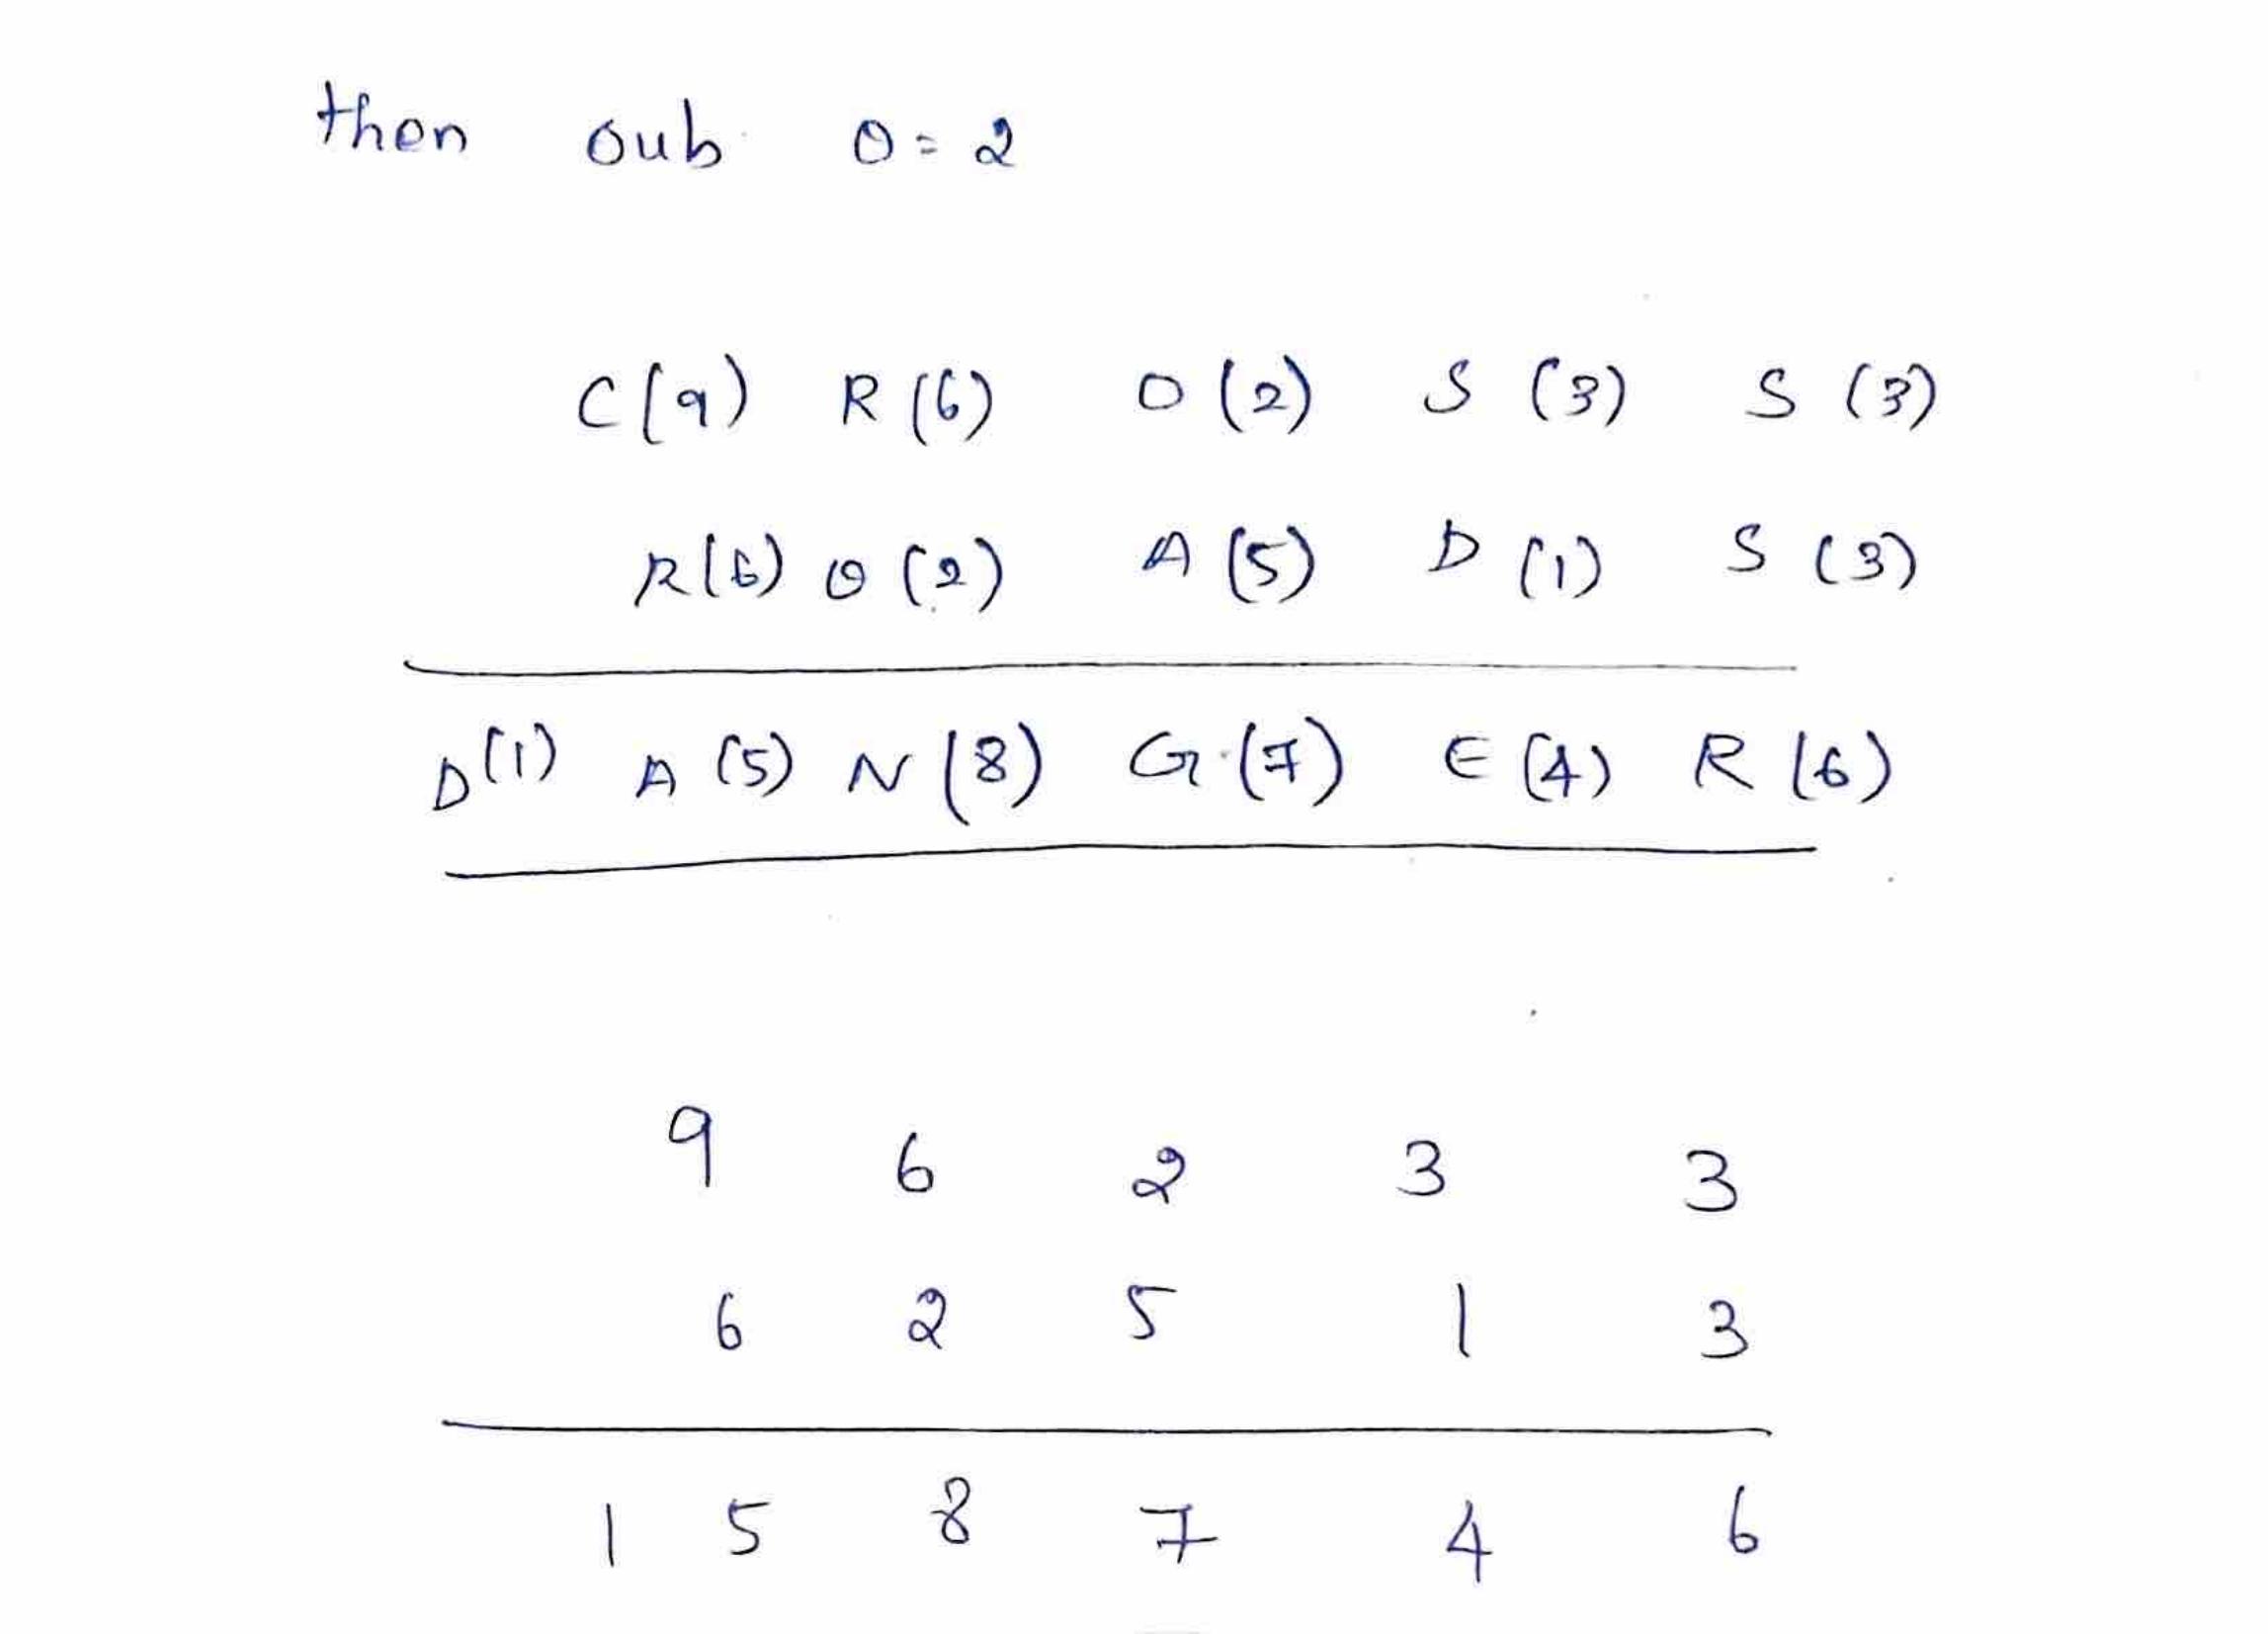 then sub O = 2
C(9) R(6) O(2) S(3) S(3)
R(6) O(2) A(5) D(1) S(3)
D(1) A(5) N(8) G(7) E(4) R(6)
9 6 2 3 3
6 2 5 1 3
1 5 8 7 4 6